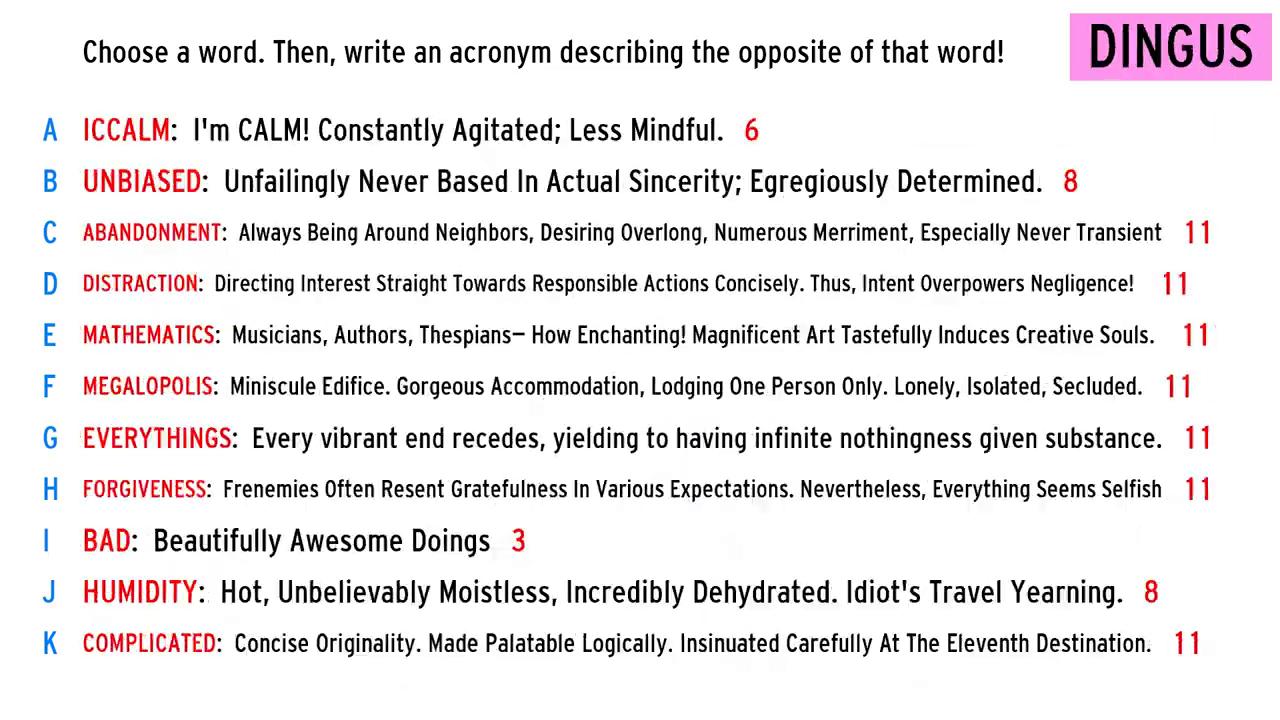 Choose a word. Then, write an acronym describing the opposite of that word!
DINGUS
A ICCALM: I'm CALM! Constantly Agitated; Less Mindful. 6
B UNBIASED: Unfailingly Never Based In Actual Sincerity; Egregiously Determined. 8
C ABANDONMENT: Always Being Around Neighbors, Desiring Overlong, Numerous Merriment, Especially Never Transient 11
D DISTRACTION: Directing Interest Straight Towards Responsible Actions Concisely. Thus, Intent Overpowers Negligence! 11
E MATHEMATICS: Musicians, Authors, Thespians— How Enchanting! Magnificent Art Tastefully Induces Creative Souls. 11
F MEGALOPOLIS: Miniscule Edifice. Gorgeous Accommodation, Lodging One Person Only. Lonely, Isolated, Secluded. 11
G EVERYTHINGS: Every vibrant end recedes, yielding to having infinite nothingness given substance. 11
H FORGIVENESS: Frenemies Often Resent Gratefulness In Various Expectations. Nevertheless, Everything Seems Selfish 11
I BAD: Beautifully Awesome Doings 3
J HUMIDITY: Hot, Unbelievably Moistless, Incredibly Dehydrated. Idiot's Travel Yearning. 8
K COMPLICATED: Concise Originality. Made Palatable Logically. Insinuated Carefully At The Eleventh Destination. 11